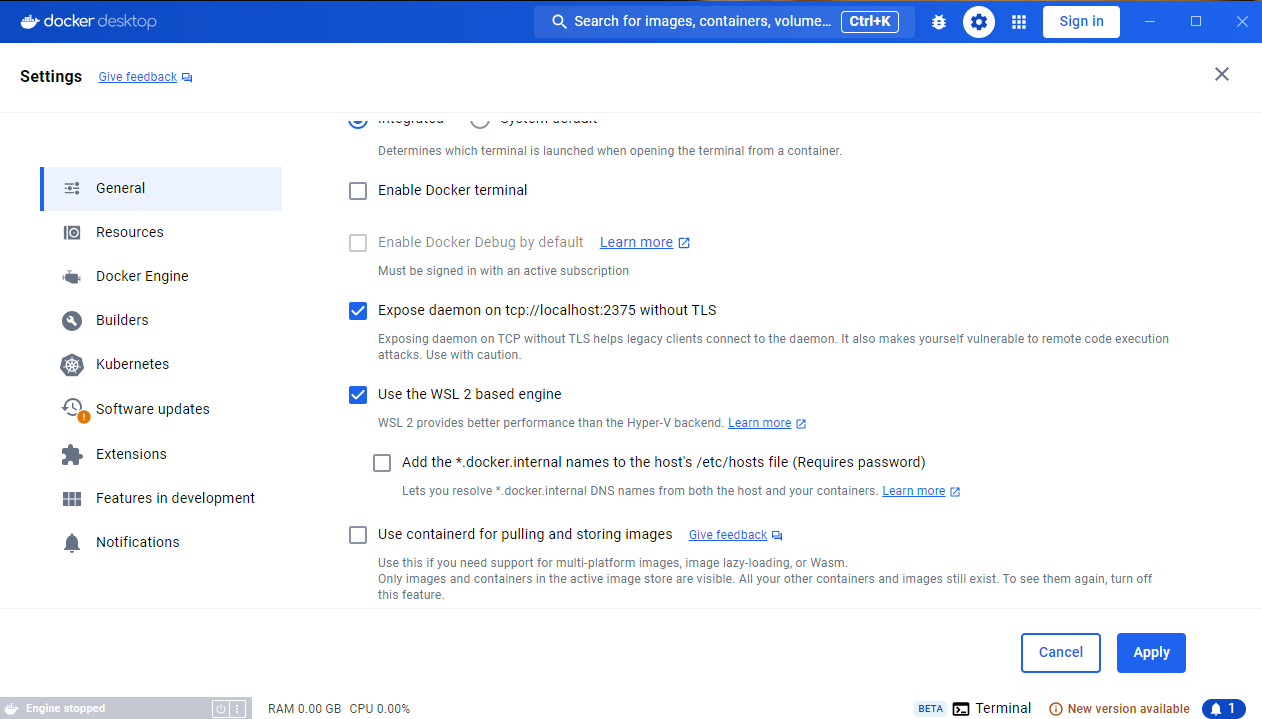 docker desktop
Search for images, containers, volume... Ctrl+K
Sign in
Settings
Give feedback
Integrated System default
Determines which terminal is launched when opening the terminal from a container.
General
Enable Docker terminal
Resources
Enable Docker Debug by default Learn more
Must be signed in with an active subscription
Docker Engine
Expose daemon on tcp://localhost:2375 without TLS
Exposing daemon on TCP without TLS helps legacy clients connect to the daemon. It also makes yourself vulnerable to remote code execution
attacks. Use with caution.
Builders
Kubernetes
Use the WSL 2 based engine
WSL 2 provides better performance than the Hyper-V backend. Learn more
Software updates
Extensions
Add the *.docker.internal names to the host's /etc/hosts file (Requires password)
Lets you resolve *.docker.internal DNS names from both the host and your containers. Learn more
Features in development
Notifications
Use containerd for pulling and storing images Give feedback
Use this if you need support for multi-platform images, image lazy-loading, or Wasm.
Only images and containers in the active image store are visible. All your other containers and images still exist. To see them again, turn off
this feature.
Cancel
Apply
Engine stopped
RAM 0.00 GB CPU 0.00%
BETA
Terminal
New version available
1